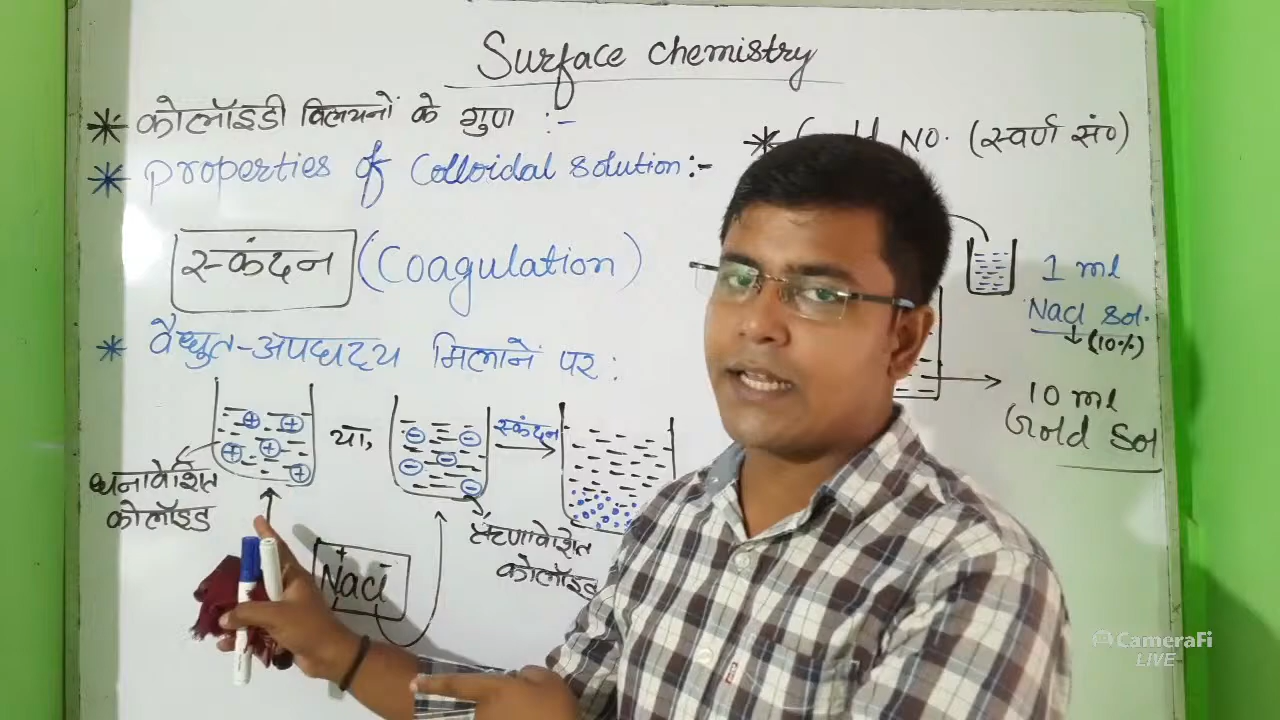 Surface chemistry
* कोलॉइडी विलयनों के गुण :-
* Properties of Colloidal solution :-
स्कंदन (Coagulation)
* वैध्युत-अपघट्य मिलाने पर :
या,
स्कंदन
धनावेशित
कोलॉइड
ऋणावेशित
कोलॉइड
NaCl
* No. (स्वर्ण सं०)
1 ml
NaCl sol.
(10%)
10 ml
Gold Sol
CameraFi
LIVE